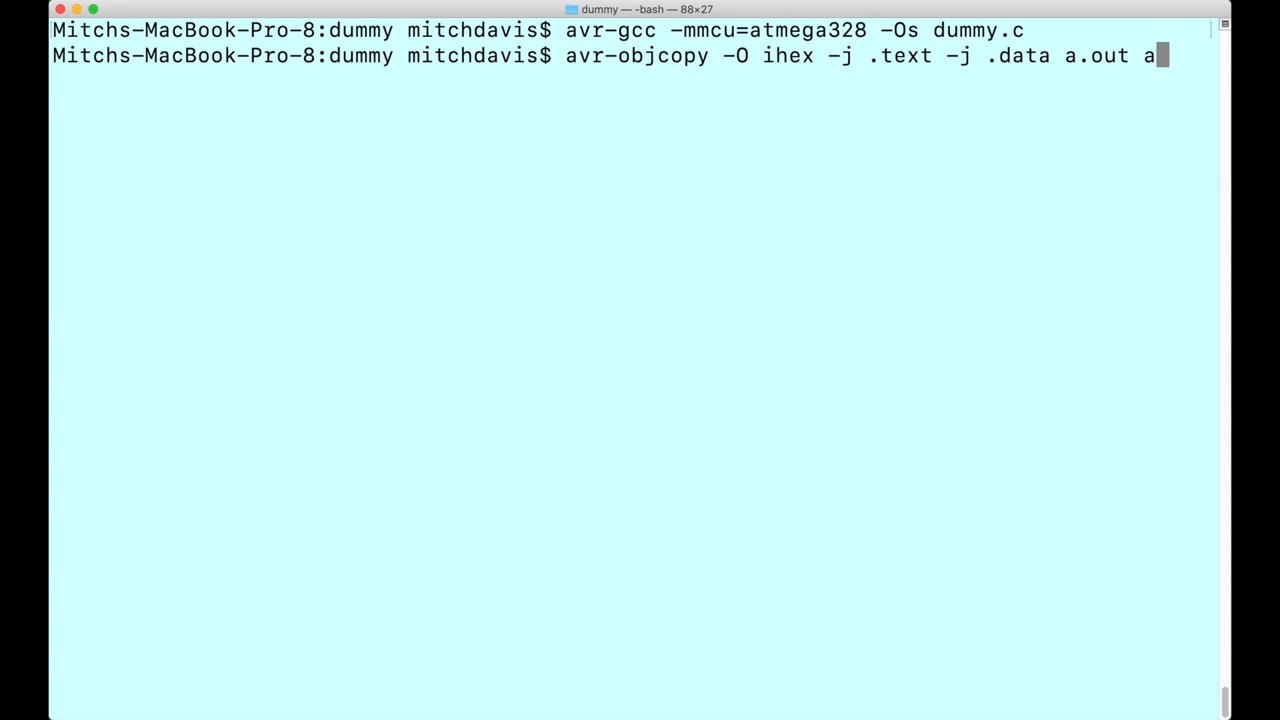 dummy — -bash — 88×27
Mitchs-MacBook-Pro-8:dummy mitchdavis$ avr-gcc -mmcu=atmega328 -Os dummy.c
Mitchs-MacBook-Pro-8:dummy mitchdavis$ avr-objcopy -O ihex -j .text -j .data a.out a